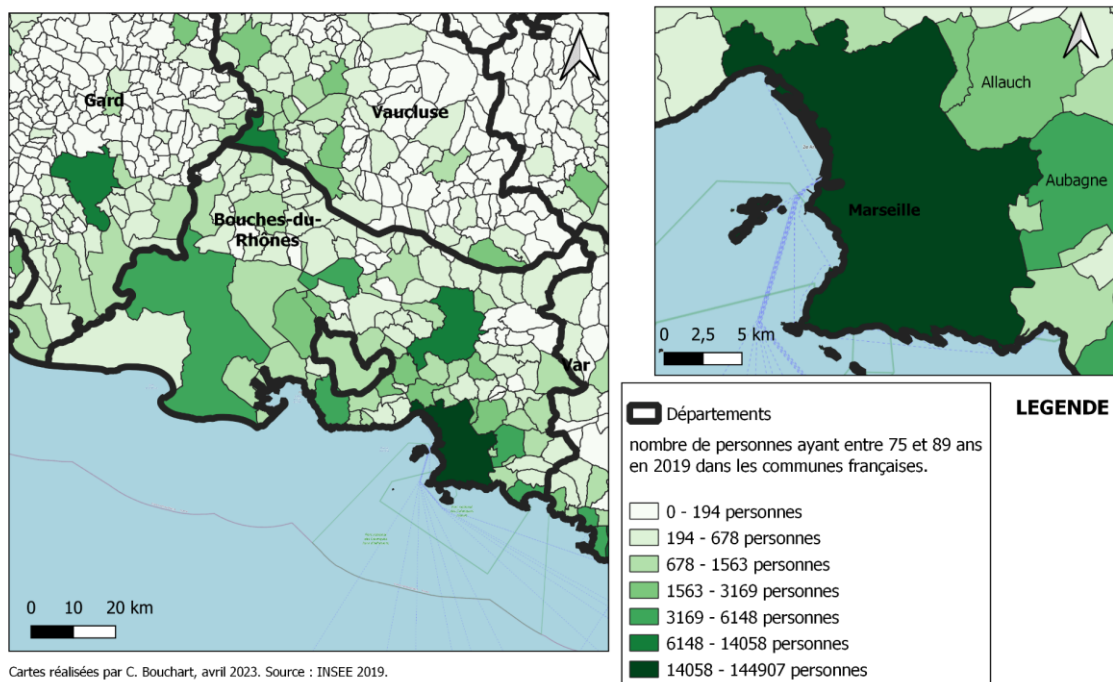 Gard
Vaucluse
Bouches-du-
Rhônes
Var
0 10 20 km
Cartes réalisées par C. Bouchart, avril 2023. Source : INSEE 2019.
Allauch
Aubagne
Marseille
0 2,5 5 km
LEGENDE
Départements
nombre de personnes ayant entre 75 et 89 ans
en 2019 dans les communes françaises.
0 - 194 personnes
194 - 678 personnes
678 - 1563 personnes
1563 - 3169 personnes
3169 - 6148 personnes
6148 - 14058 personnes
14058 - 144907 personnes